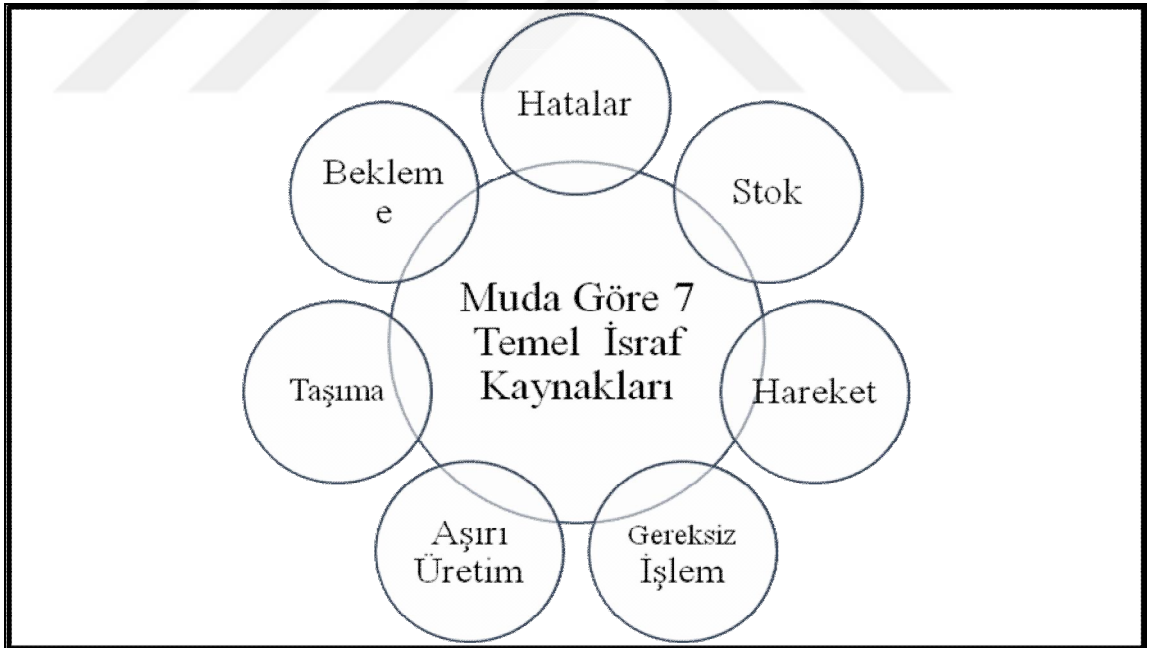 Hatalar
Stok
Hareket
Gereksiz
İşlem
Aşırı
Üretim
Taşıma
Beklem
e
Muda Göre 7
Temel İsraf
Kaynakları